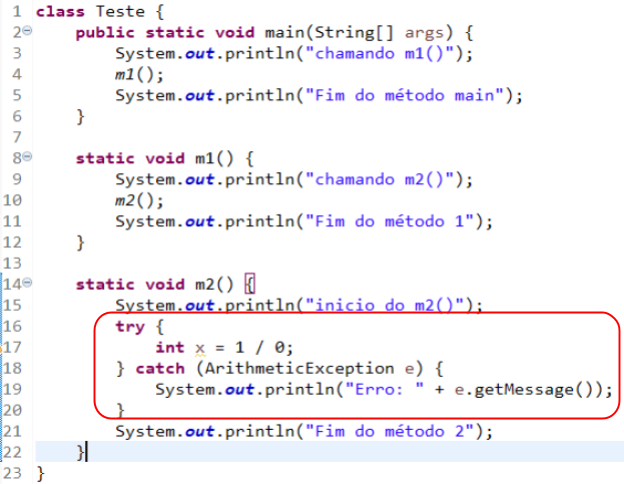 1 class Teste {
2 public static void main(String[] args) {
3 System.out.println("chamando m1()");
4 m1();
5 System.out.println("Fim do método main");
6 }
7
8 static void m1() {
9 System.out.println("chamando m2()");
10 m2();
11 System.out.println("Fim do método 1");
12 }
13
14 static void m2() {
15 System.out.println("inicio do m2()");
16 try {
17 int x = 1 / 0;
18 } catch (ArithmeticException e) {
19 System.out.println("Erro: " + e.getMessage());
20 }
21 System.out.println("Fim do método 2");
22 }
23 }